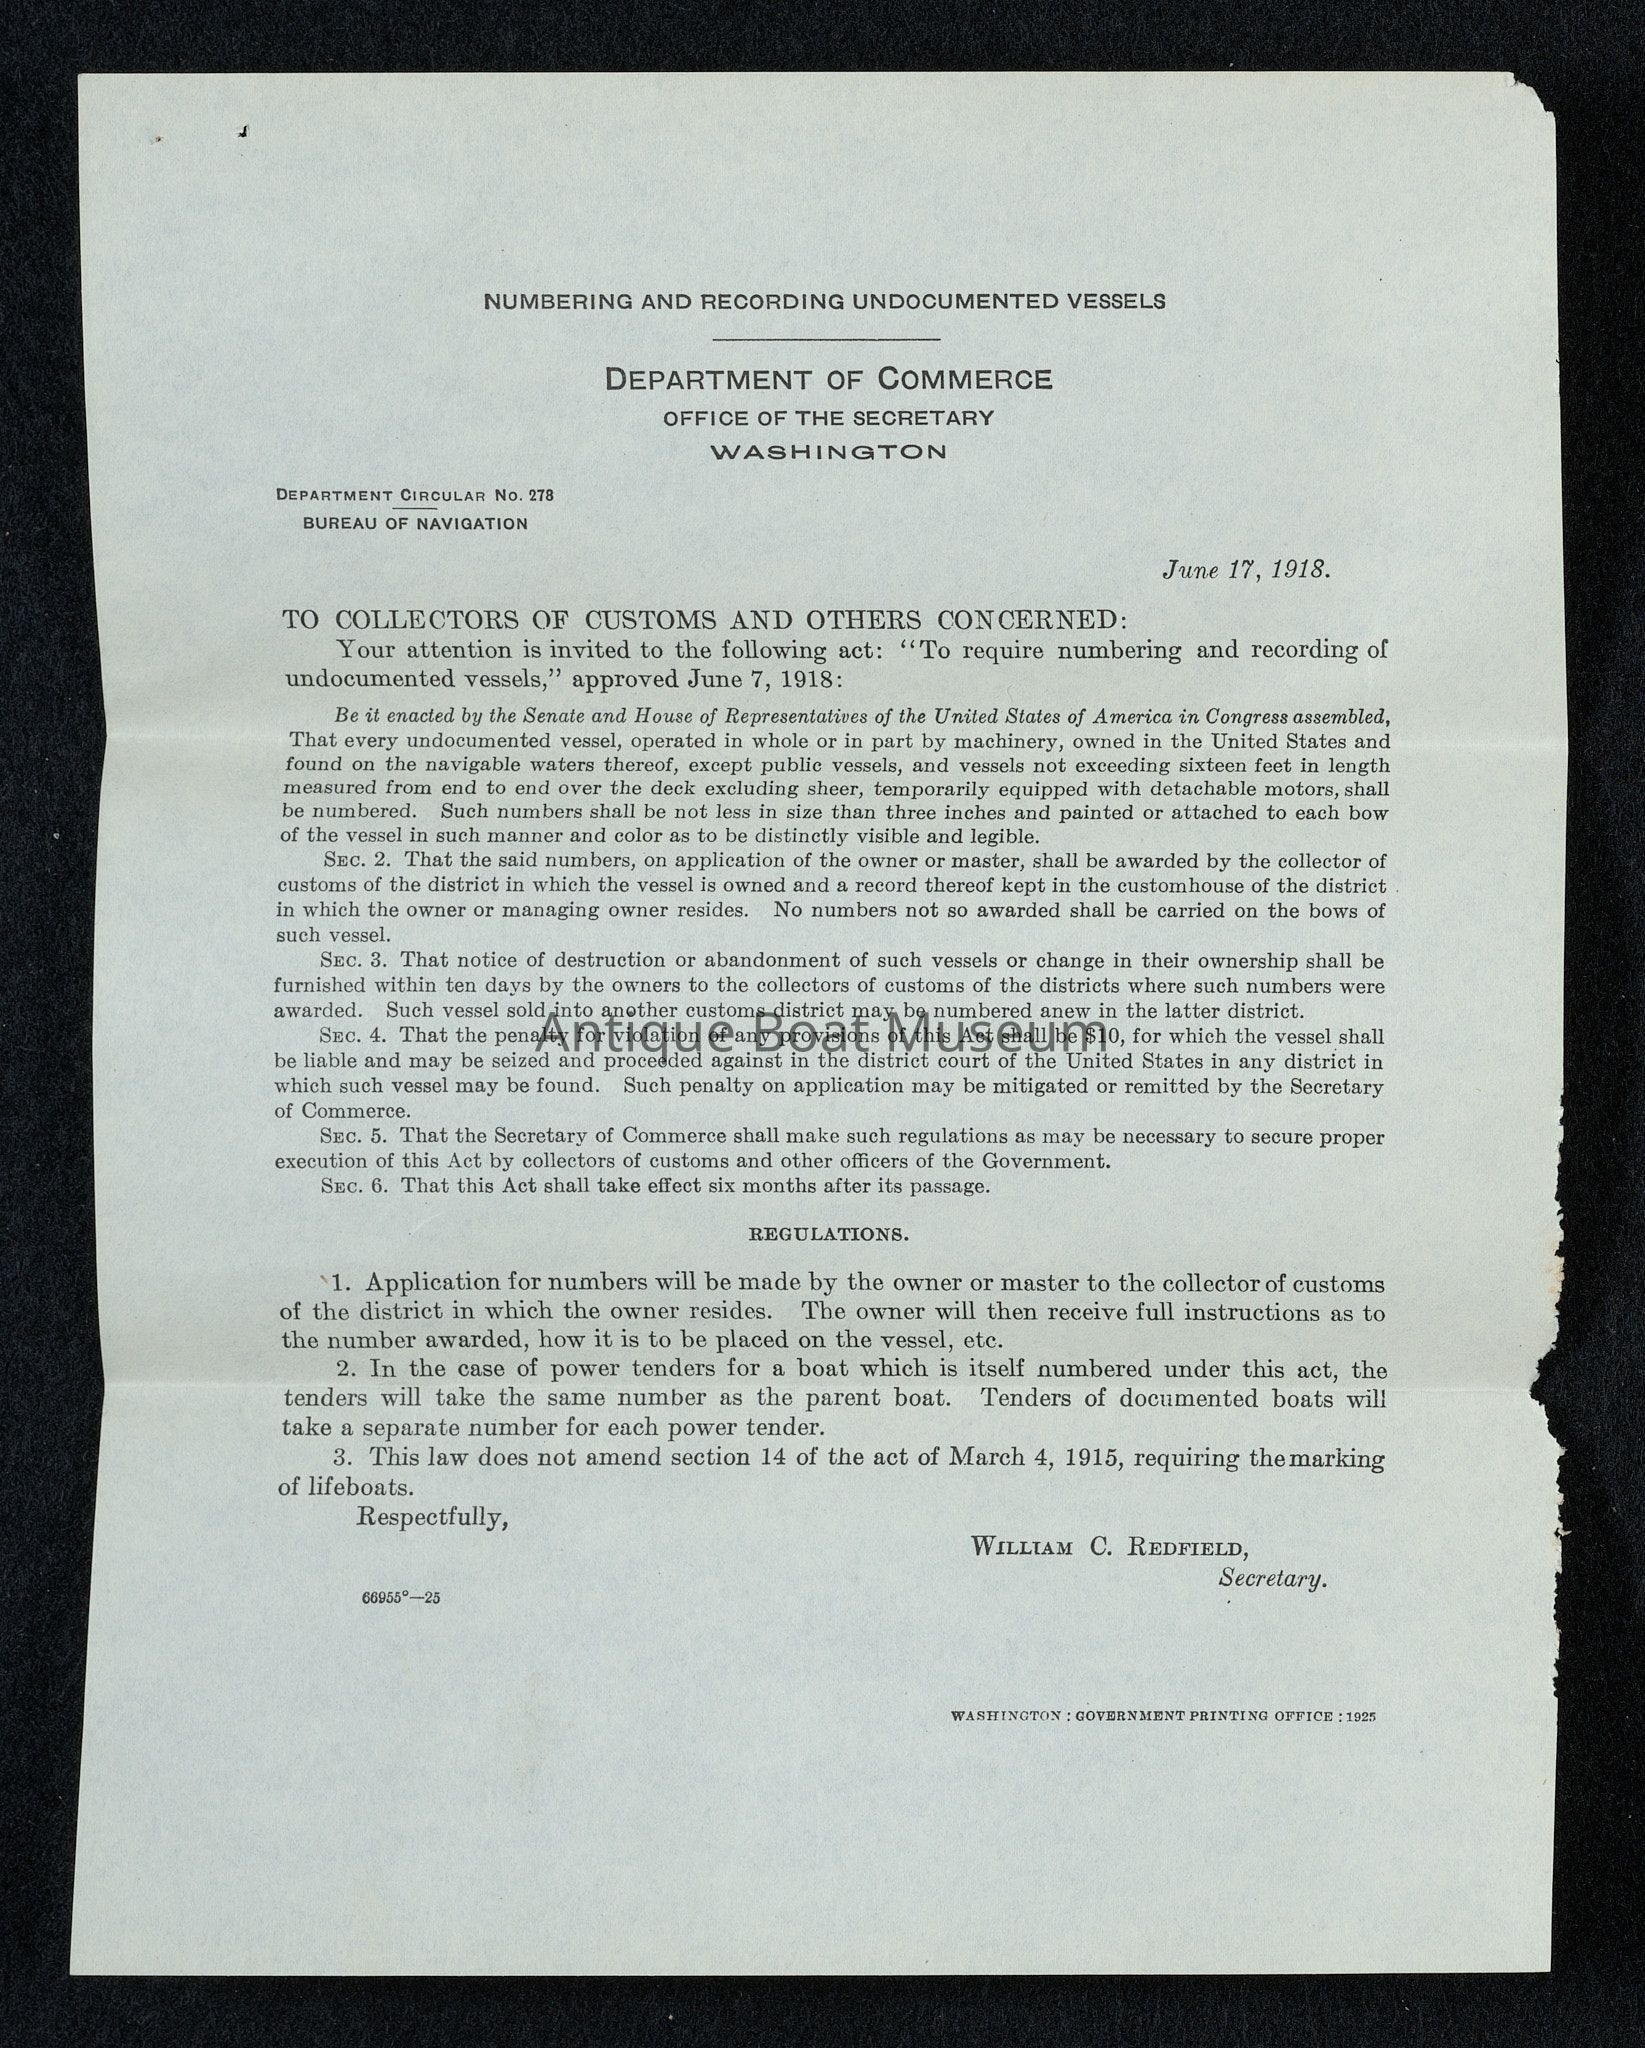 NUMBERING AND RECORDING UNDOCUMENTED VESSELS
DEPARTMENT OF COMMERCE
OFFICE OF THE SECRETARY
WASHINGTON
DEPARTMENT CIRCULAR No. 278
BUREAU OF NAVIGATION
June 17, 1918.
TO COLLECTORS OF CUSTOMS AND OTHERS CONCERNED:
Your attention is invited to the following act: “To require numbering and recording of
undocumented vessels,” approved June 7, 1918:
Be it enacted by the Senate and House of Representatives of the United States of America in Congress assembled,
That every undocumented vessel, operated in whole or in part by machinery, owned in the United States and
found on the navigable waters thereof, except public vessels, and vessels not exceeding sixteen feet in length
measured from end to end over the deck excluding sheer, temporarily equipped with detachable motors, shall
be numbered. Such numbers shall be not less in size than three inches and painted or attached to each bow
of the vessel in such manner and color as to be distinctly visible and legible.
SEC. 2. That the said numbers, on application of the owner or master, shall be awarded by the collector of
customs of the district in which the vessel is owned and a record thereof kept in the customhouse of the district
in which the owner or managing owner resides. No numbers not so awarded shall be carried on the bows of
such vessel.
SEC. 3. That notice of destruction or abandonment of such vessels or change in their ownership shall be
furnished within ten days by the owners to the collectors of customs of the districts where such numbers were
awarded. Such vessel sold into another customs district may be numbered anew in the latter district.
Antique Boat Museum
SEC. 4. That the penalty for violation of any provisions of this Act shall be $10, for which the vessel shall
be liable and may be seized and proceeded against in the district court of the United States in any district in
which such vessel may be found. Such penalty on application may be mitigated or remitted by the Secretary
of Commerce.
SEC. 5. That the Secretary of Commerce shall make such regulations as may be necessary to secure proper
execution of this Act by collectors of customs and other officers of the Government.
SEC. 6. That this Act shall take effect six months after its passage.
REGULATIONS.
1. Application for numbers will be made by the owner or master to the collector of customs
of the district in which the owner resides. The owner will then receive full instructions as to
the number awarded, how it is to be placed on the vessel, etc.
2. In the case of power tenders for a boat which is itself numbered under this act, the
tenders will take the same number as the parent boat. Tenders of documented boats will
take a separate number for each power tender.
3. This law does not amend section 14 of the act of March 4, 1915, requiring the marking
of lifeboats.
Respectfully,
WILLIAM C. REDFIELD,
Secretary.
66955°—25
WASHINGTON : GOVERNMENT PRINTING OFFICE : 1925